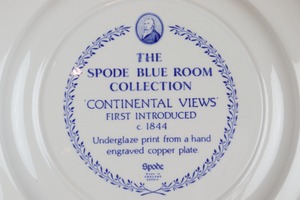 THE
SPODE BLUE ROOM
COLLECTION
'CONTINENTAL VIEWS'
FIRST INTRODUCED
c. 1844
Underglaze print from a hand
engraved copper plate.
Spode